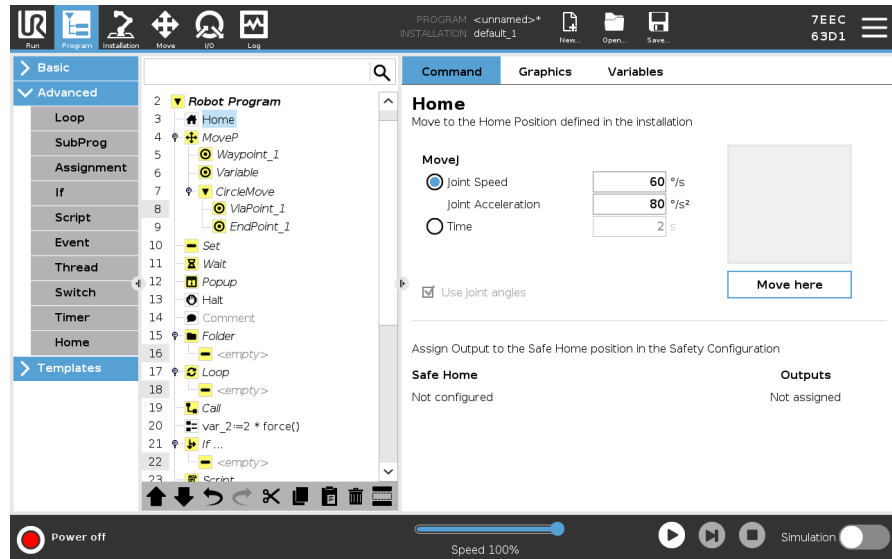 UR
Run
Program
Installation
Move
I/O
Log
PROGRAM <unnamed>*
INSTALLATION default_1
New...
Open...
Save...
7EEC
63D1
Basic
Advanced
Loop
SubProg
Assignment
If
Script
Event
Thread
Switch
Timer
Home
Templates
2 Robot Program
3 Home
4 MoveP
5 Waypoint_1
6 Variable
7 CircleMove
8 ViaPoint_1
9 EndPoint_1
10 Set
11 Wait
12 Popup
13 Halt
14 Comment
15 Folder
16 <empty>
17 Loop
18 <empty>
19 Call
20 var_2:=2 * force()
21 If ...
22 <empty>
23 Script
Command
Graphics
Variables
Home
Move to the Home Position defined in the installation
MoveJ
Joint Speed 60 °/s
Joint Acceleration 80 °/s²
Time 2 s
Use joint angles
Move here
Assign Output to the Safe Home position in the Safety Configuration
Safe Home Outputs
Not configured Not assigned
Power off
Speed 100%
Simulation